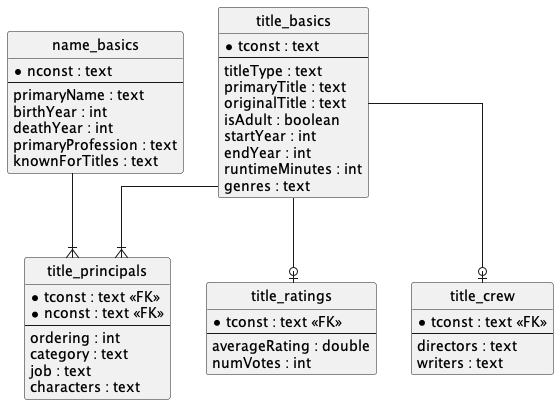 name_basics
● nconst : text
primaryName : text
birthYear : int
deathYear : int
primaryProfession : text
knownForTitles : text
title_basics
● tconst : text
titleType : text
primaryTitle : text
originalTitle : text
isAdult : boolean
startYear : int
endYear : int
runtimeMinutes : int
genres : text
title_principals
● tconst : text «FK»
● nconst : text «FK»
ordering : int
category : text
job : text
characters : text
title_ratings
● tconst : text «FK»
averageRating : double
numVotes : int
title_crew
● tconst : text «FK»
directors : text
writers : text